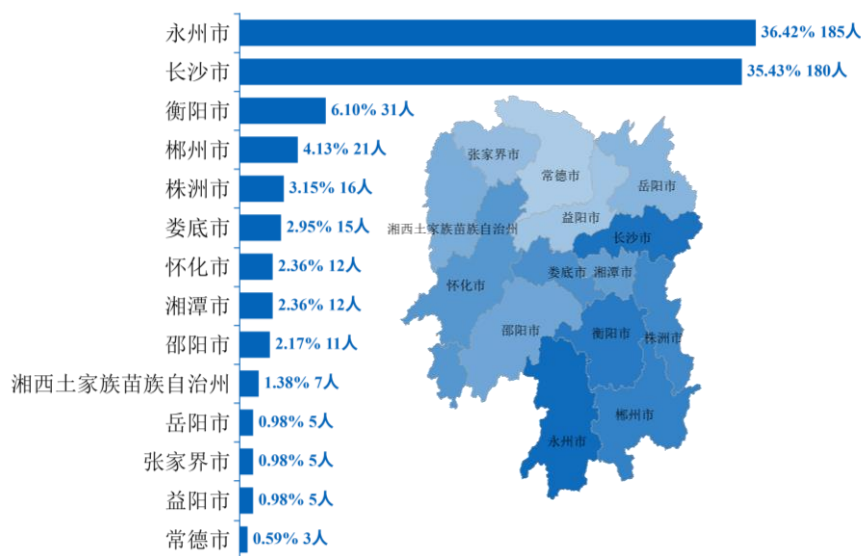 永州市 36.42% 185人
长沙市 35.43% 180人
衡阳市 6.10% 31人
郴州市 4.13% 21人
株洲市 3.15% 16人
娄底市 2.95% 15人
怀化市 2.36% 12人
湘潭市 2.36% 12人
邵阳市 2.17% 11人
湘西土家族苗族自治州 1.38% 7人
岳阳市 0.98% 5人
张家界市 0.98% 5人
益阳市 0.98% 5人
常德市 0.59% 3人
张家界市
常德市
岳阳市
益阳市
湘西土家族苗族自治州
长沙市
娄底市
湘潭市
怀化市
邵阳市
衡阳市
株洲市
郴州市
永州市